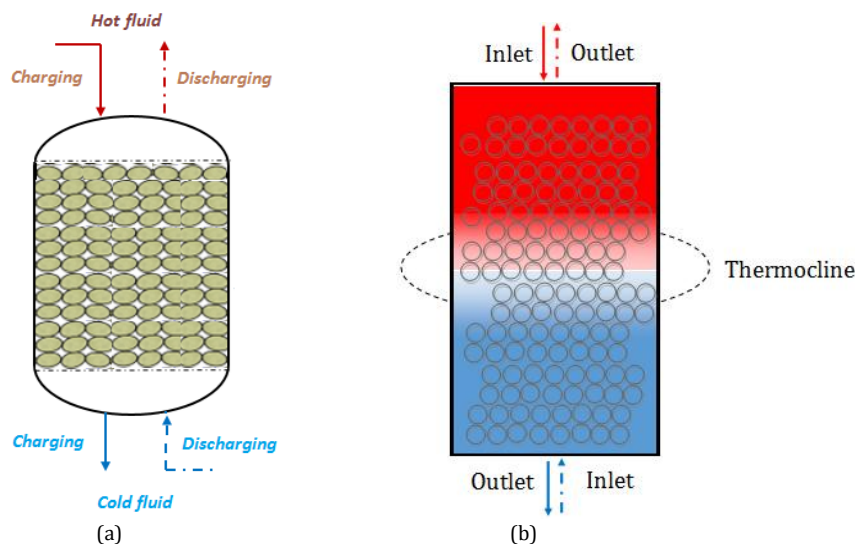 Hot fluid
Charging
Discharging
Charging
Discharging
Cold fluid
(a)
Inlet
Outlet
Thermocline
Outlet
Inlet
(b)